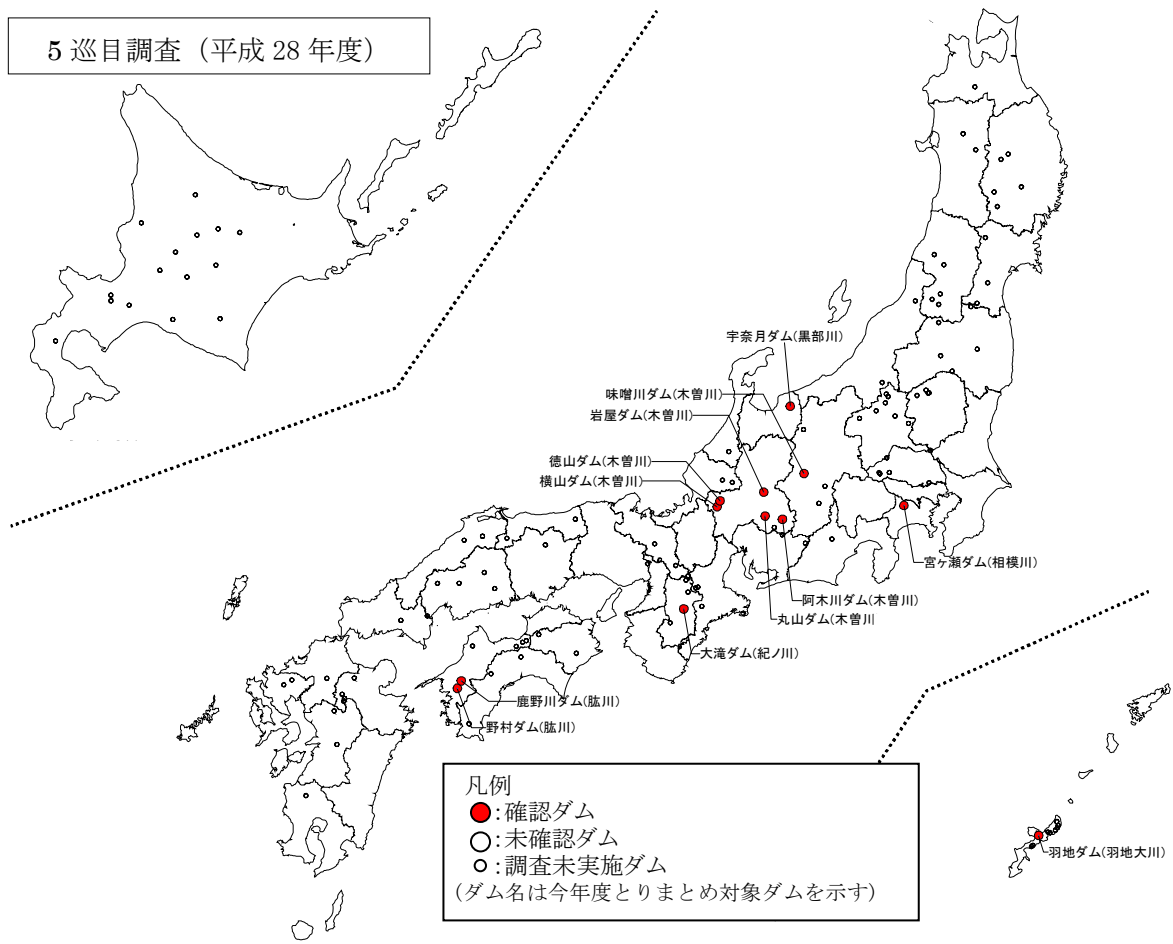 5 巡目調査（平成 28 年度）
宇奈月ダム(黒部川)
味噌川ダム(木曽川)
岩屋ダム(木曽川)
徳山ダム(木曽川)
横山ダム(木曽川)
宮ヶ瀬ダム(相模川)
阿木川ダム(木曽川)
丸山ダム(木曽川
大滝ダム(紀ノ川)
鹿野川ダム(肱川)
野村ダム(肱川)
羽地ダム(羽地大川)
凡例
:確認ダム
:未確認ダム
:調査未実施ダム
(ダム名は今年度とりまとめ対象ダムを示す)